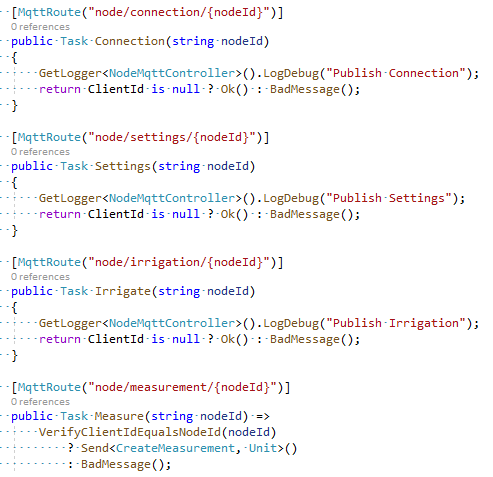 [MqttRoute("node/connection/{nodeId}")]
0 references
public Task Connection(string nodeId)
{
GetLogger<NodeMqttController>().LogDebug("Publish Connection");
return ClientId is null ? Ok() : BadMessage();
}
[MqttRoute("node/settings/{nodeId}")]
0 references
public Task Settings(string nodeId)
{
GetLogger<NodeMqttController>().LogDebug("Publish Settings");
return ClientId is null ? Ok() : BadMessage();
}
[MqttRoute("node/irrigation/{nodeId}")]
0 references
public Task Irrigate(string nodeId)
{
GetLogger<NodeMqttController>().LogDebug("Publish Irrigation");
return ClientId is null ? Ok() : BadMessage();
}
[MqttRoute("node/measurement/{nodeId}")]
0 references
public Task Measure(string nodeId) =>
VerifyClientIdEqualsNodeId(nodeId)
? Send<CreateMeasurement, Unit>()
: BadMessage();